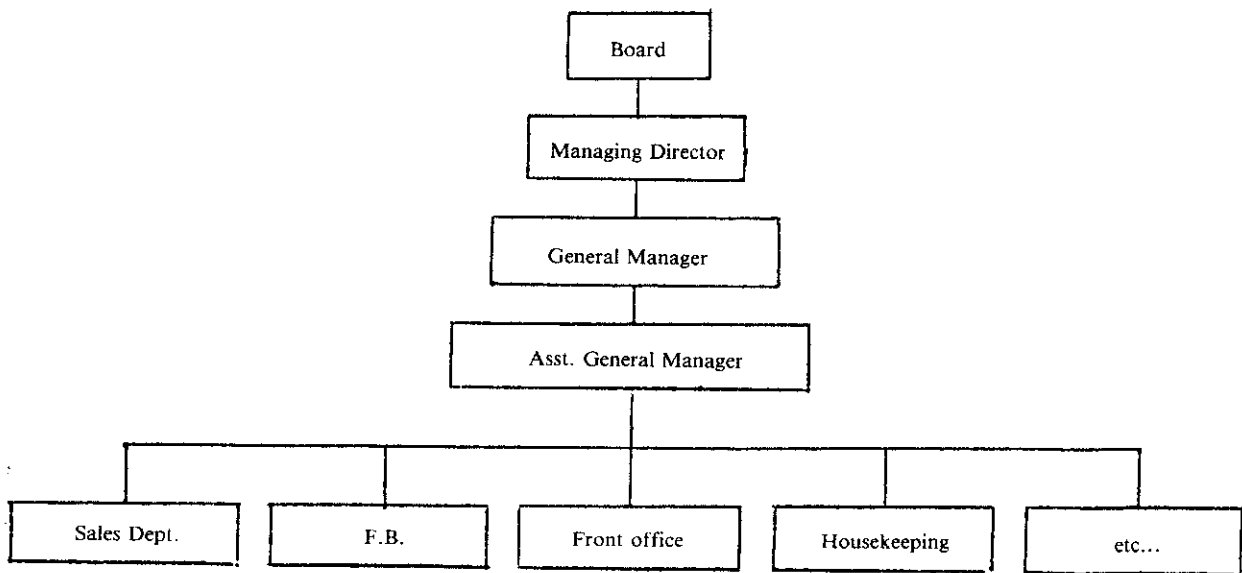 Board
Managing Director
General Manager
Asst. General Manager
Sales Dept.
F.B.
Front office
Housekeeping
etc...